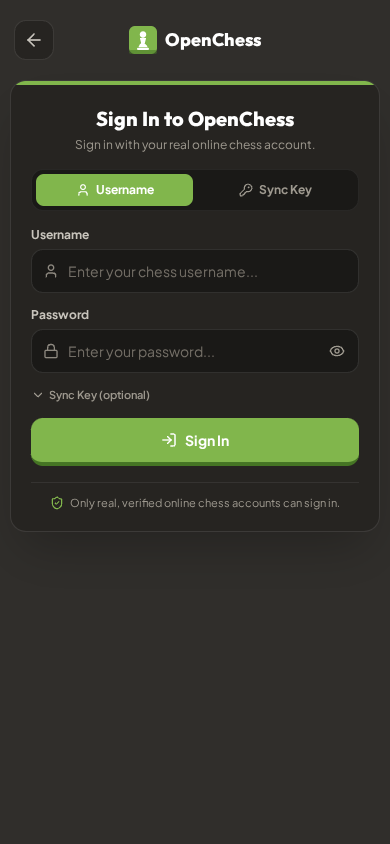 OpenChess
Sign In to OpenChess
Sign in with your real online chess account.
Username
Sync Key
Username
Enter your chess username...
Password
Enter your password...
Sync Key (optional)
Sign In
Only real, verified online chess accounts can sign in.